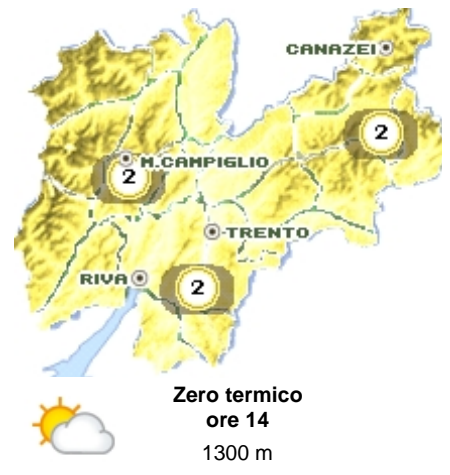 CANAZEI
2
M.CAMPIGLIO
2
TRENTO
RIVA
2
Zero termico
ore 14
1300 m